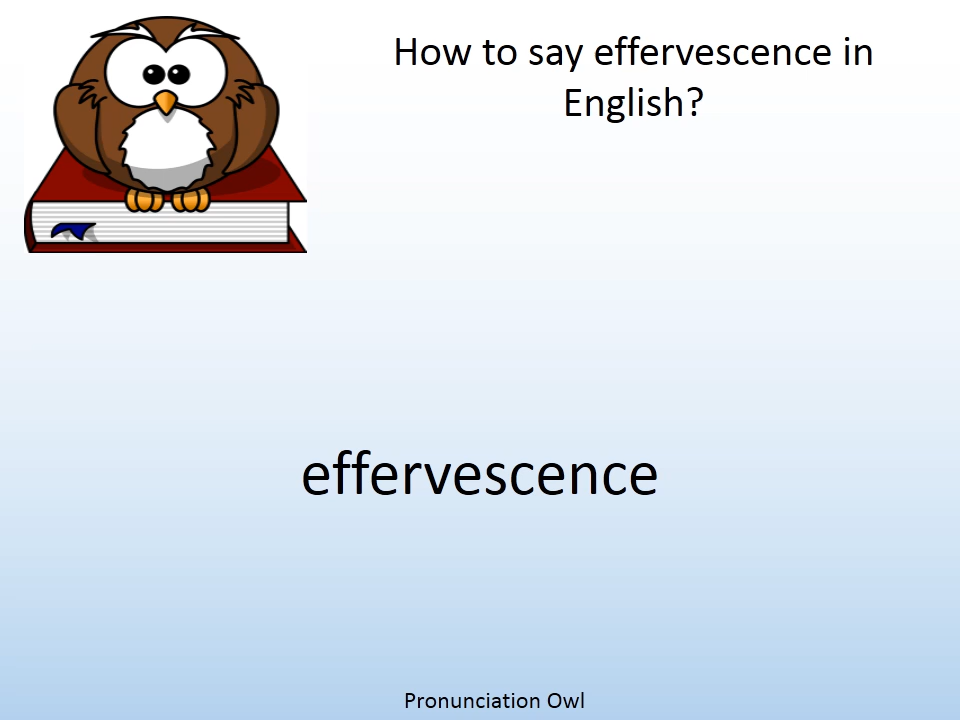 How to say effervescence in
English?
effervescence
Pronunciation Owl